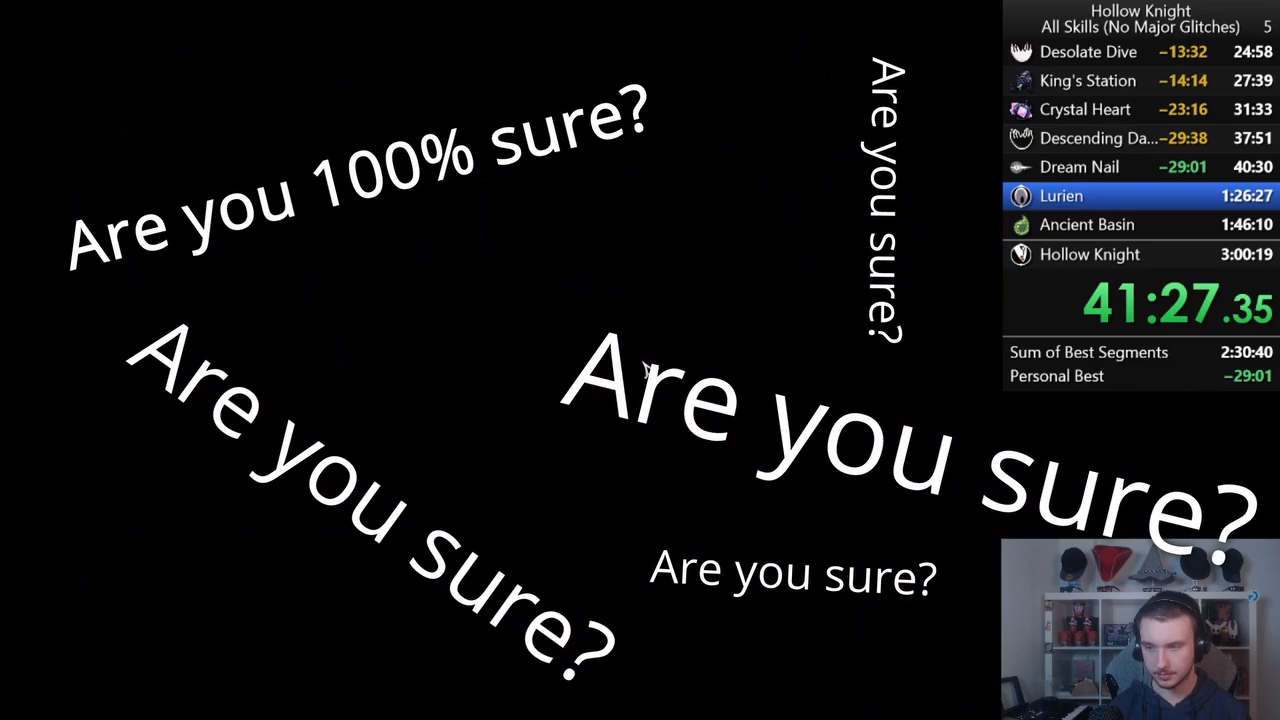 Hollow Knight
All Skills (No Major Glitches) 5
Desolate Dive −13:32 24:58
King's Station −14:14 27:39
Crystal Heart −23:16 31:33
Descending Da... −29:38 37:51
Dream Nail −29:01 40:30
Lurien 1:26:27
Ancient Basin 1:46:10
Hollow Knight 3:00:19
41:27.35
Sum of Best Segments 2:30:40
Personal Best −29:01
Are you 100% sure?
Are you sure?
Are you sure?
Are you sure?
Are you sure?